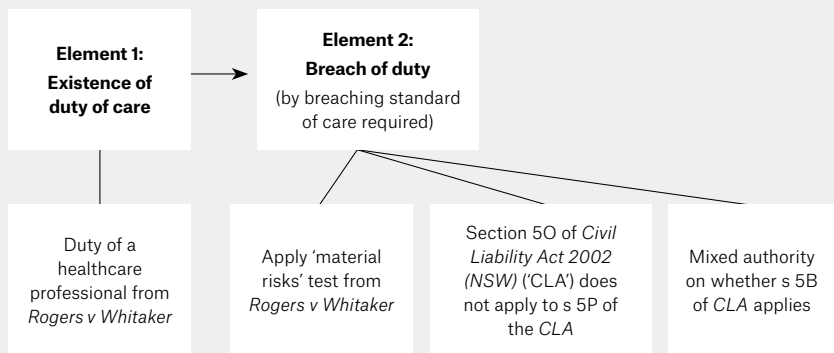 Element 1:
Existence of
duty of care
Element 2:
Breach of duty
(by breaching standard
of care required)
Duty of a
healthcare
professional from
Rogers v Whitaker
Apply ‘material
risks’ test from
Rogers v Whitaker
Section 5O of Civil
Liability Act 2002
(NSW) (‘CLA’) does
not apply to s 5P of
the CLA
Mixed authority
on whether s 5B
of CLA applies